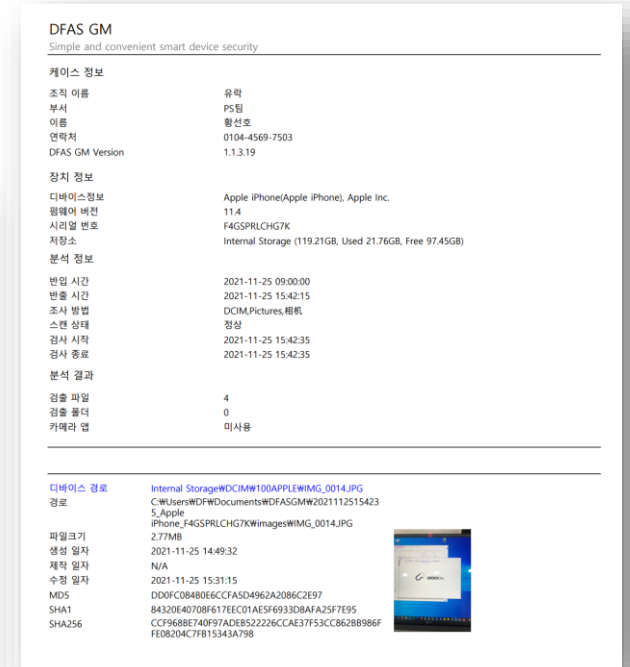 DFAS GM
Simple and convenient smart device security
케이스 정보
조직 이름 유락
부서 PS팀
이름 황선호
연락처 0104-4569-7503
DFAS GM Version 1.1.3.19
장치 정보
디바이스정보 Apple iPhone(Apple iPhone), Apple Inc.
펌웨어 버전 11.4
시리얼 번호 F4GSPRLCHG7K
저장소 Internal Storage (119.21GB, Used 21.76GB, Free 97.45GB)
분석 정보
반입 시간 2021-11-25 09:00:00
반출 시간 2021-11-25 15:42:15
조사 방법 DCIM,Pictures,相机
스캔 상태 정상
검사 시작 2021-11-25 15:42:35
검사 종료 2021-11-25 15:42:35
분석 결과
검출 파일 4
검출 폴더 0
카메라 앱 미사용
디바이스 경로 Internal Storage₩DCIM₩100APPLE₩IMG_0014.JPG
경로 C:₩Users₩DF₩Documents₩DFASGM₩2021112515423
5_Apple
iPhone_F4GSPRLCHG7K₩images₩IMG_0014.JPG
파일크기 2.77MB
생성 일자 2021-11-25 14:49:32
제작 일자 N/A
수정 일자 2021-11-25 15:31:15
MD5 DD0FC084B0E6CCFA5D4962A2086C2E97
SHA1 84320E40708F617EEC01AE5F6933D8AFA25F7E95
SHA256 CCF968BE740F97ADEB522226CCAE37F53CC862BB986F
FE08204C7FB15343A798